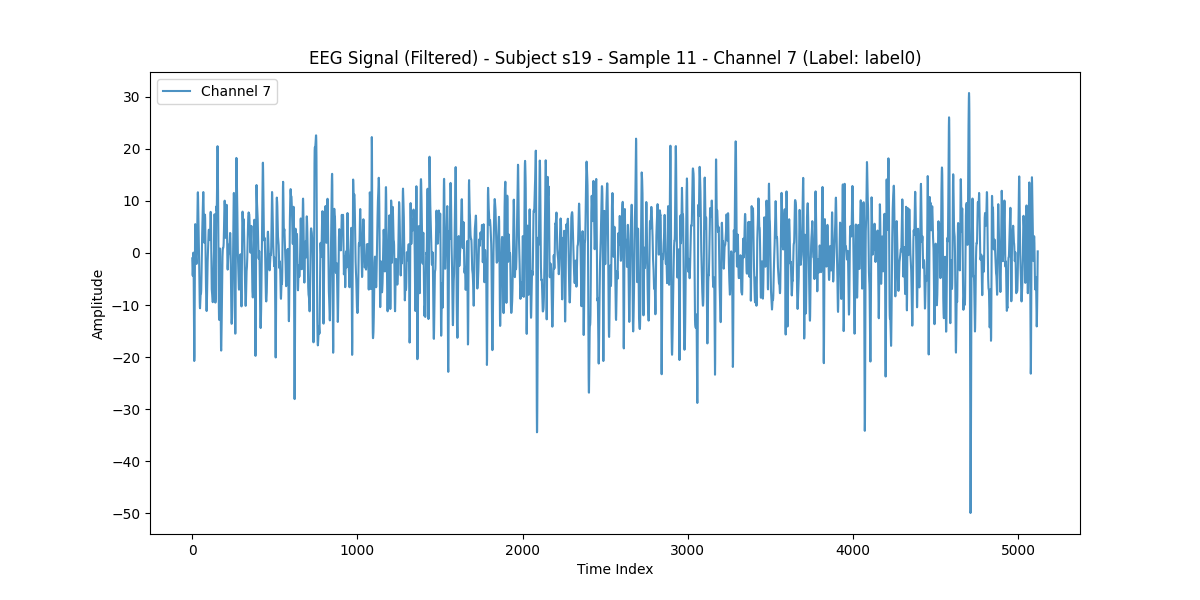 EEG Signal (Filtered) - Subject s19 - Sample 11 - Channel 7 (Label: label0)
Channel 7
30
20
10
0
−10
−20
−30
−40
−50
Amplitude
0 1000 2000 3000 4000 5000
Time Index